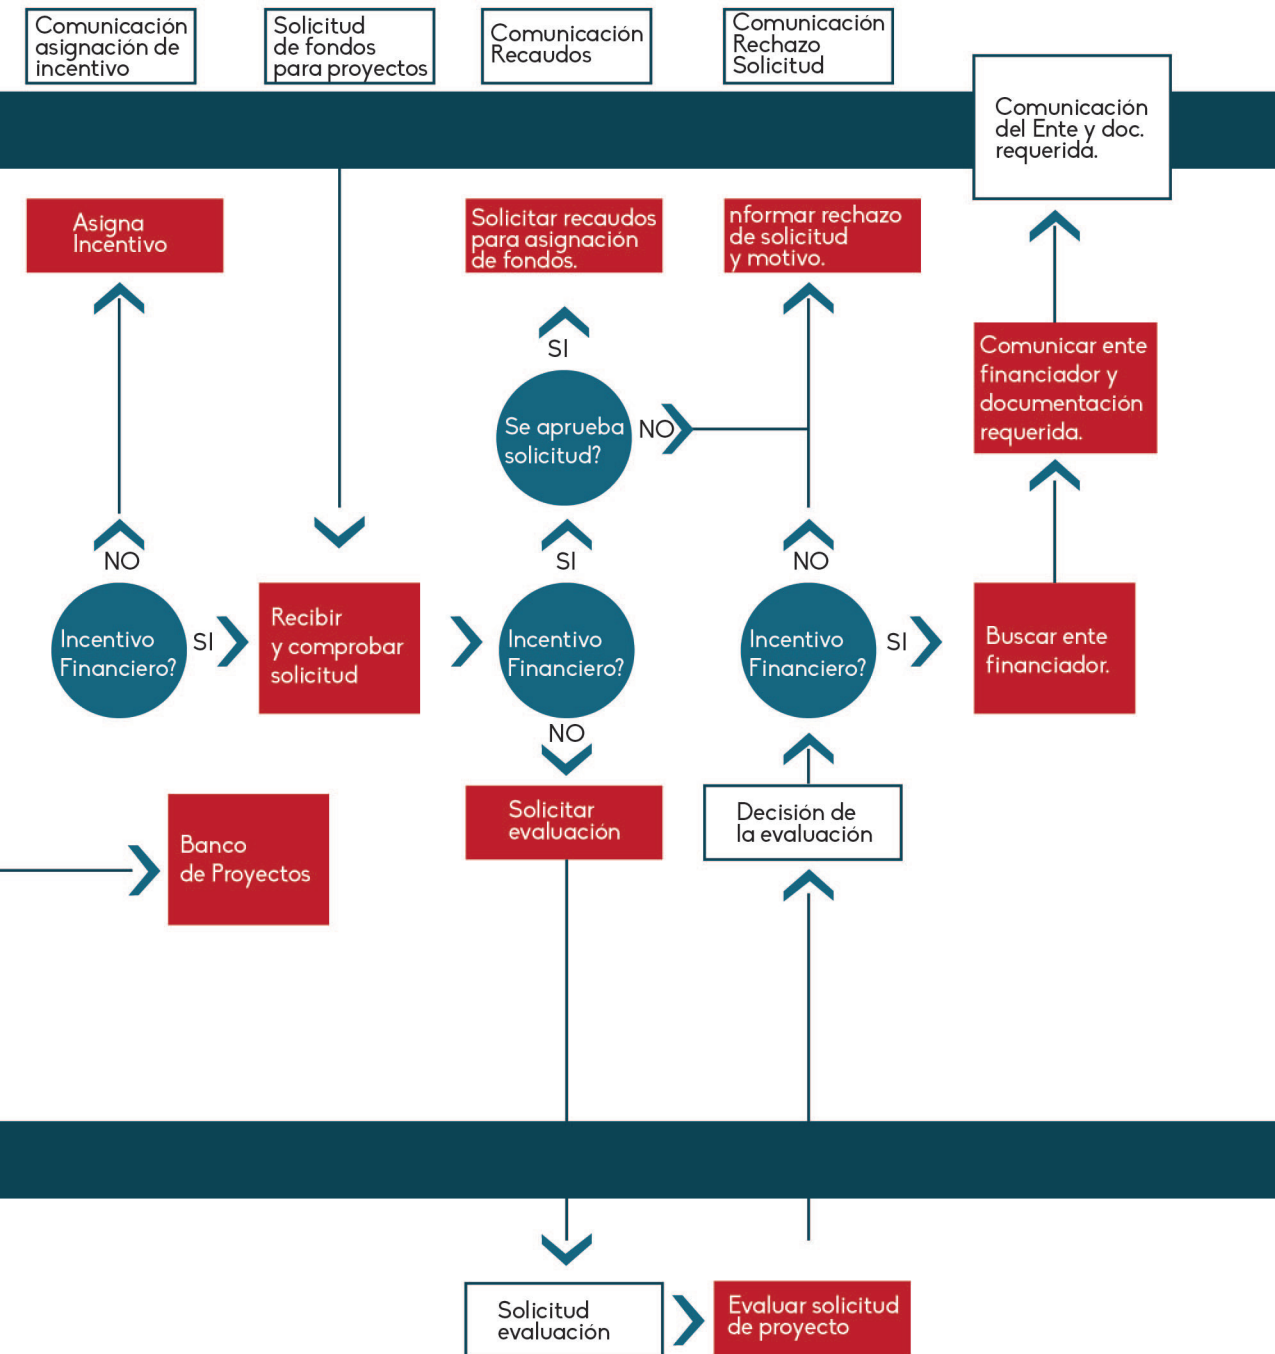 Comunicación
asignación de
incentivo
Solicitud
de fondos
para proyectos
Comunicación
Recaudos
Comunicación
Rechazo
Solicitud
Comunicación
del Ente y doc.
requerida.
Asigna
Incentivo
Solicitar recaudos
para asignación
de fondos.
nformar rechazo
de solicitud
y motivo.
Comunicar ente
financiador y
documentación
requerida.
SI
Se aprueba
solicitud?
NO
NO
SI
NO
Incentivo
Financiero?
SI
Recibir
y comprobar
solicitud
Incentivo
Financiero?
Incentivo
Financiero?
SI
Buscar ente
financiador.
NO
Solicitar
evaluación
Decisión de
la evaluación
Banco
de Proyectos
Solicitud
evaluación
Evaluar solicitud
de proyecto